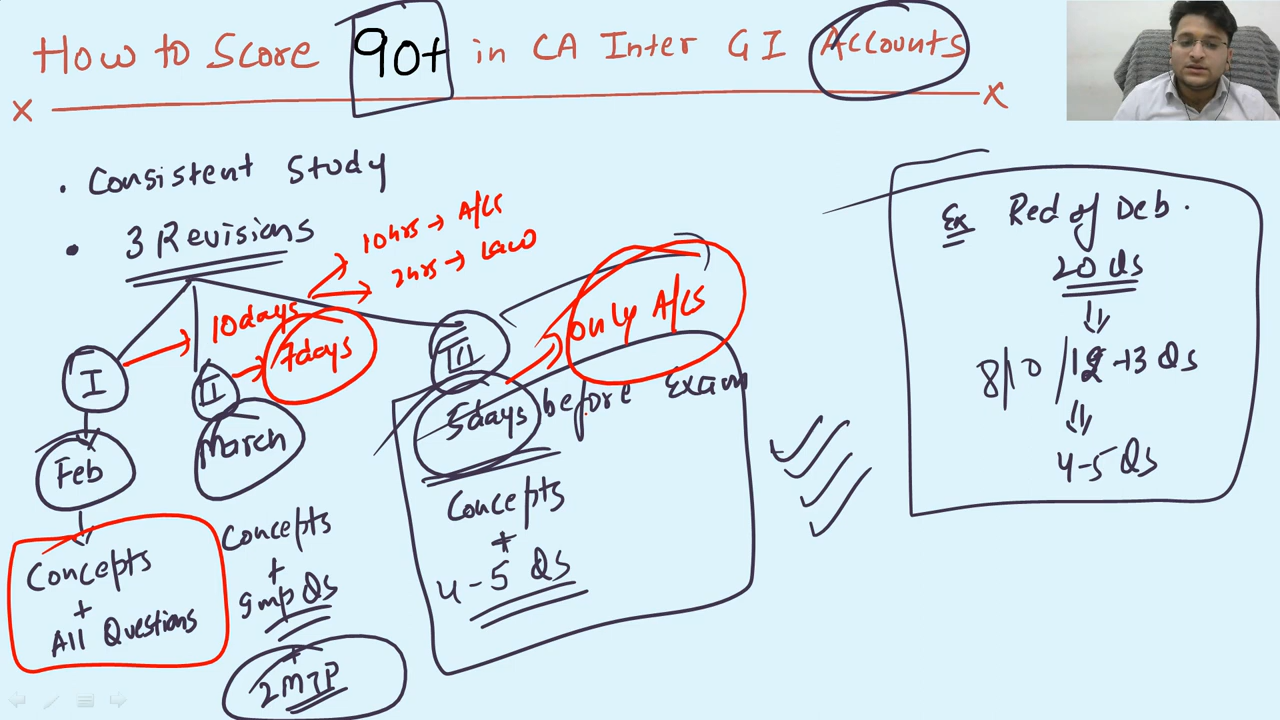 How to Score 90+ in CA Inter G I Accounts
x x
• Consistent Study
• 3 Revisions
10hrs → A/Cs
2hrs → Law
I → 10days
II → 7days
III
only A/Cs
Feb
March
5days before Exam
Concepts
+
All Questions
Concepts
+
Imp Qs
+
2 MTP
Concepts
+
4-5 Qs
Ex Red of Deb.
20 Qs
8/10 /12-13 Qs
4-5 Qs